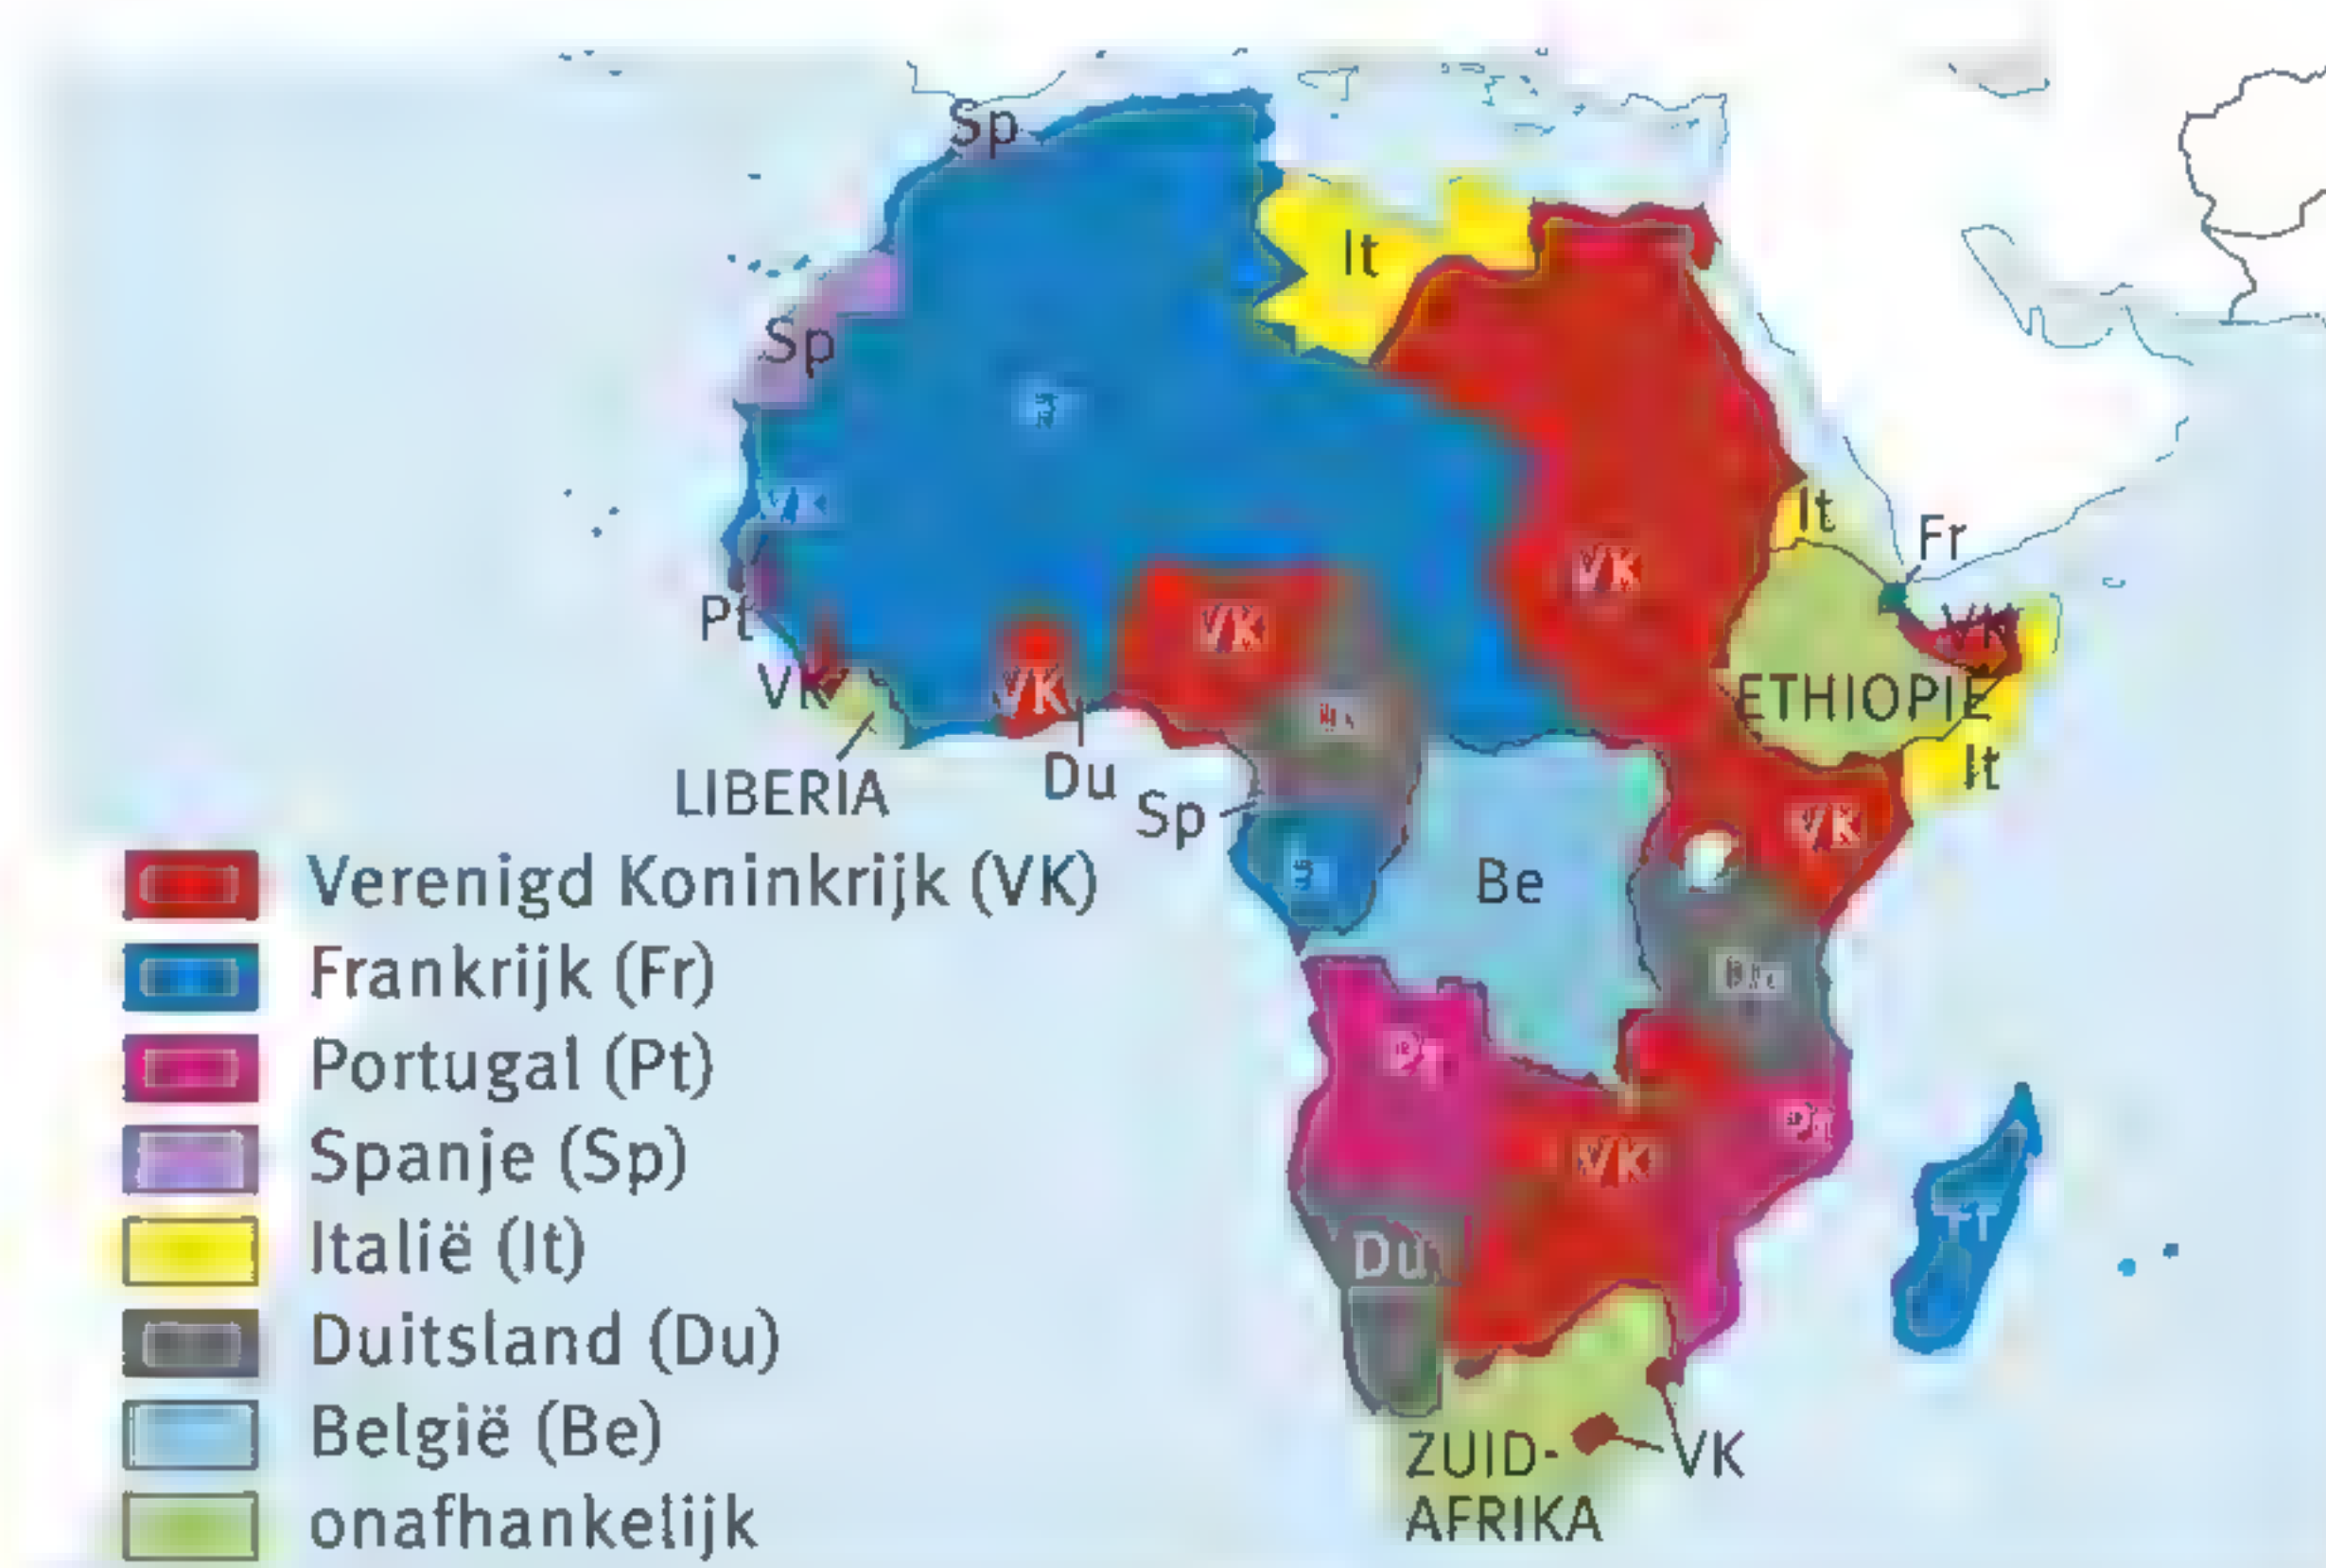 Sp
It
Sp
It
Fr
VK
VK
VK
Pt
VK
VK
ETHIOPIE
It
LIBERIA
Du
Sp
VK
Be
VK
Du
ZUID-
AFRIKA
VK
Verenigd Koninkrijk (VK)
Frankrijk (Fr)
Portugal (Pt)
Spanje (Sp)
Italië (It)
Duitsland (Du)
België (Be)
onafhankelijk